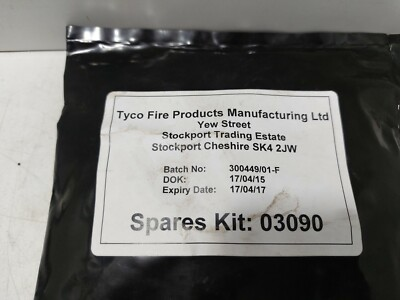 Tyco Fire Products Manufacturing Ltd
Yew Street
Stockport Trading Estate
Stockport Cheshire SK4 2JW
Batch No: 300449/01-F
DOK: 17/04/15
Expiry Date: 17/04/17
Spares Kit: 03090